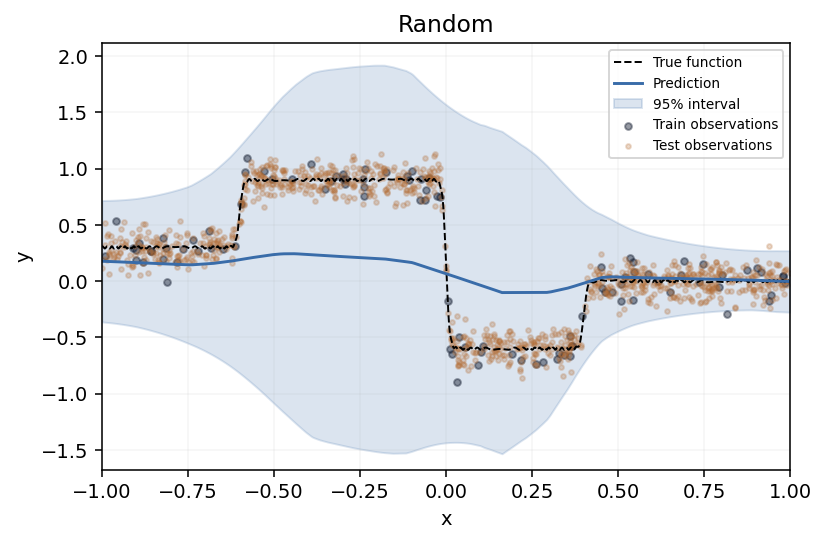 Random
2.0
1.5
1.0
0.5
0.0
−0.5
−1.0
−1.5
y
True function
Prediction
95% interval
Train observations
Test observations
−1.00 −0.75 −0.50 −0.25 0.00 0.25 0.50 0.75 1.00
x